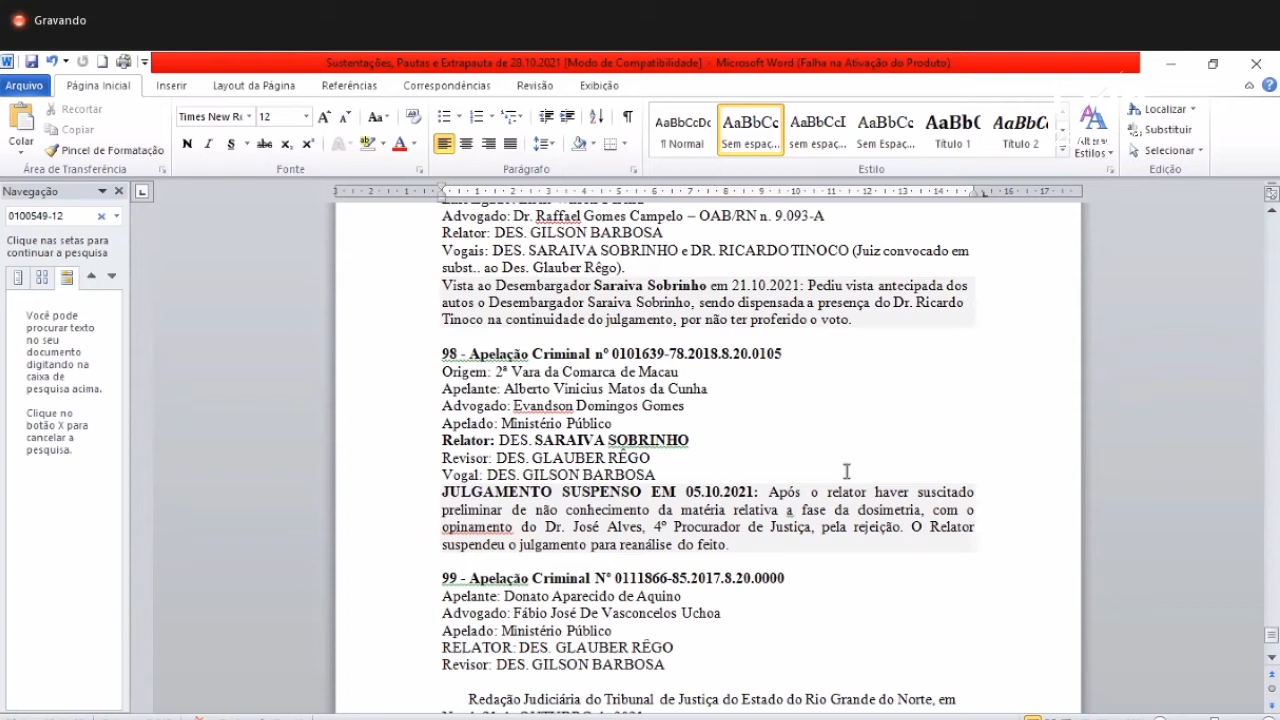 Gravando
Sustentações, Pautas e Extrapauta de 28.10.2021 [Modo de Compatibilidade] - Microsoft Word (Falha na Ativação do Produto)
Arquivo Página Inicial Inserir Layout da Página Referências Correspondências Revisão Exibição
Recortar
Copiar
Pincel de Formatação
Colar
Área de Transferência
Times New R 12
Fonte
Parágrafo
AaBbCcDc AaBbCc AaBbCcI AaBbCc AaBb( AaBbC
¶ Normal Sem espaç... sem espaç... Sem Espaç... Título 1 Título 2
Alterar Estilos
Estilo
Localizar
Substituir
Selecionar
Edição
Navegação
0100549-12
Clique nas setas para
continuar a pesquisa
Você pode
procurar texto
no seu
documento
digitando na
caixa de
pesquisa acima.
Clique no
botão X para
cancelar a
pesquisa.
Advogado: Dr. Raffael Gomes Campelo – OAB/RN n. 9.093-A
Relator: DES. GILSON BARBOSA
Vogais: DES. SARAIVA SOBRINHO e DR. RICARDO TINOCO (Juiz convocado em
subst.. ao Des. Glauber Rêgo).
Vista ao Desembargador Saraiva Sobrinho em 21.10.2021: Pediu vista antecipada dos
autos o Desembargador Saraiva Sobrinho, sendo dispensada a presença do Dr. Ricardo
Tinoco na continuidade do julgamento, por não ter proferido o voto.
98 - Apelação Criminal nº 0101639-78.2018.8.20.0105
Origem: 2ª Vara da Comarca de Macau
Apelante: Alberto Vinicius Matos da Cunha
Advogado: Evandson Domingos Gomes
Apelado: Ministério Público
Relator: DES. SARAIVA SOBRINHO
Revisor: DES. GLAUBER RÊGO
Vogal: DES. GILSON BARBOSA
JULGAMENTO SUSPENSO EM 05.10.2021: Após o relator haver suscitado
preliminar de não conhecimento da matéria relativa a fase da dosimetria, com o
opinamento do Dr. José Alves, 4º Procurador de Justiça, pela rejeição. O Relator
suspendeu o julgamento para reanálise do feito.
99 - Apelação Criminal Nº 0111866-85.2017.8.20.0000
Apelante: Donato Aparecido de Aquino
Advogado: Fábio José De Vasconcelos Uchoa
Apelado: Ministério Público
RELATOR: DES. GLAUBER RÊGO
Revisor: DES. GILSON BARBOSA
Redação Judiciária do Tribunal de Justiça do Estado do Rio Grande do Norte, em